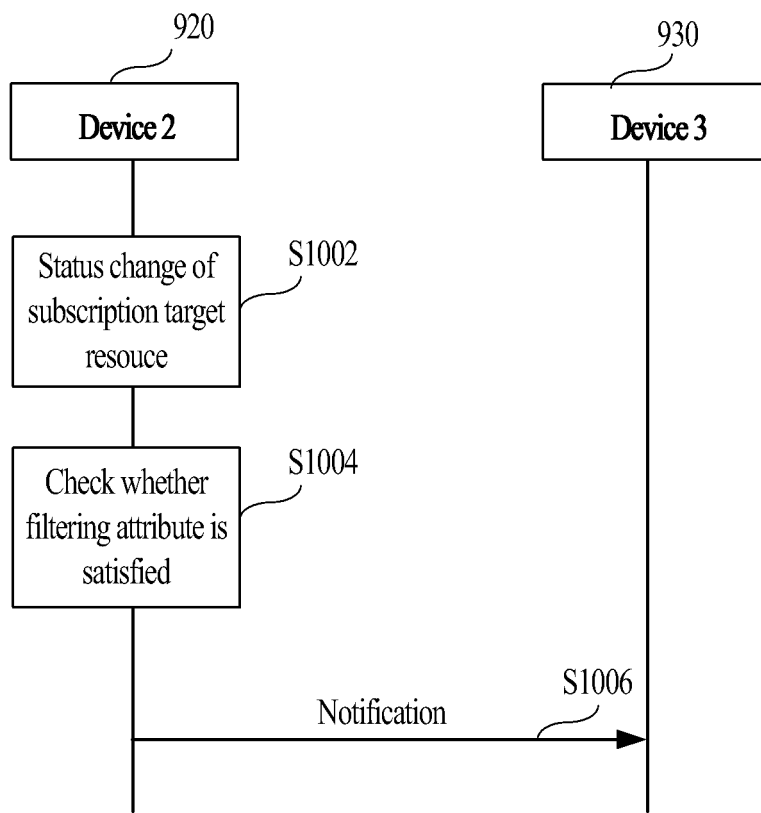 920
930
Device 2
Device 3
Status change of
subscription target
resouce
S1002
Check whether
filtering attribute is
satisfied
S1004
Notification
S1006